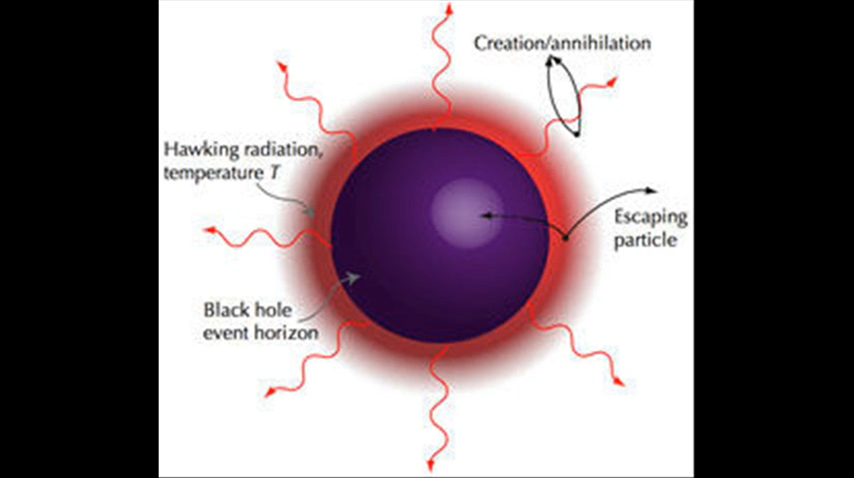 Creation/annihilation
Hawking radiation,
temperature T
Escaping
particle
Black hole
event horizon